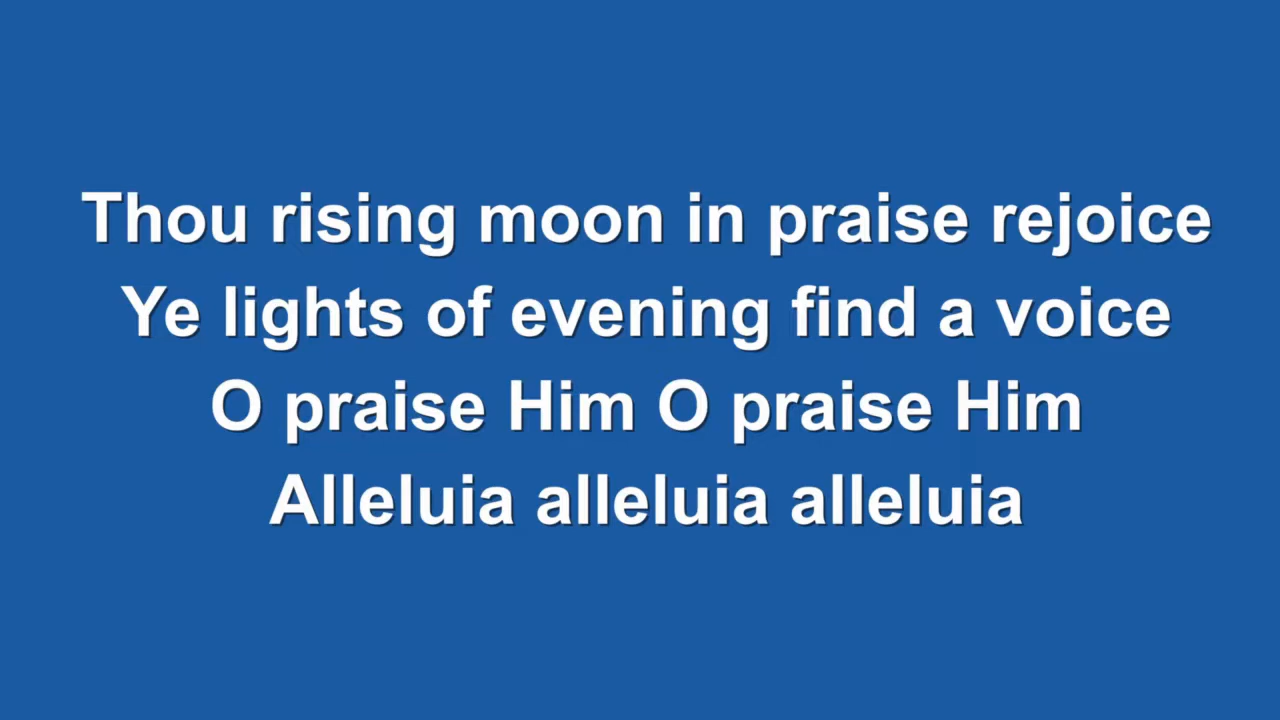 Thou rising moon in praise rejoice
Ye lights of evening find a voice
O praise Him O praise Him
Alleluia alleluia alleluia